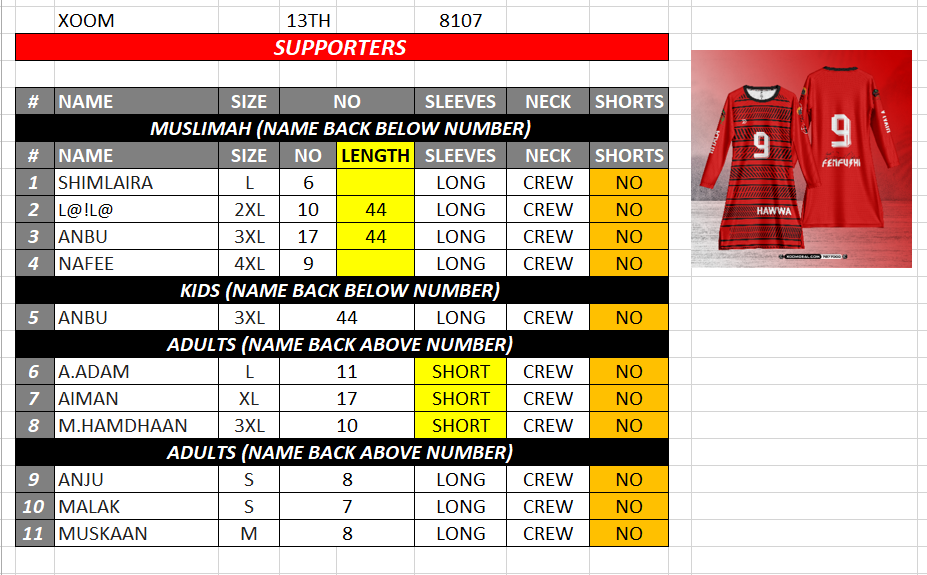 XOOM 13TH 8107
SUPPORTERS
# NAME SIZE NO SLEEVES NECK SHORTS
MUSLIMAH (NAME BACK BELOW NUMBER)
# NAME SIZE NO LENGTH SLEEVES NECK SHORTS
1 SHIMLAIRA L 6 LONG CREW NO
2 L@!L@ 2XL 10 44 LONG CREW NO
3 ANBU 3XL 17 44 LONG CREW NO
4 NAFEE 4XL 9 LONG CREW NO
KIDS (NAME BACK BELOW NUMBER)
5 ANBU 3XL 44 LONG CREW NO
ADULTS (NAME BACK ABOVE NUMBER)
6 A.ADAM L 11 SHORT CREW NO
7 AIMAN XL 17 SHORT CREW NO
8 M.HAMDHAAN 3XL 10 SHORT CREW NO
ADULTS (NAME BACK ABOVE NUMBER)
9 ANJU S 8 LONG CREW NO
10 MALAK S 7 LONG CREW NO
11 MUSKAAN M 8 LONG CREW NO
9
HAWWA
9
FENFUSHI